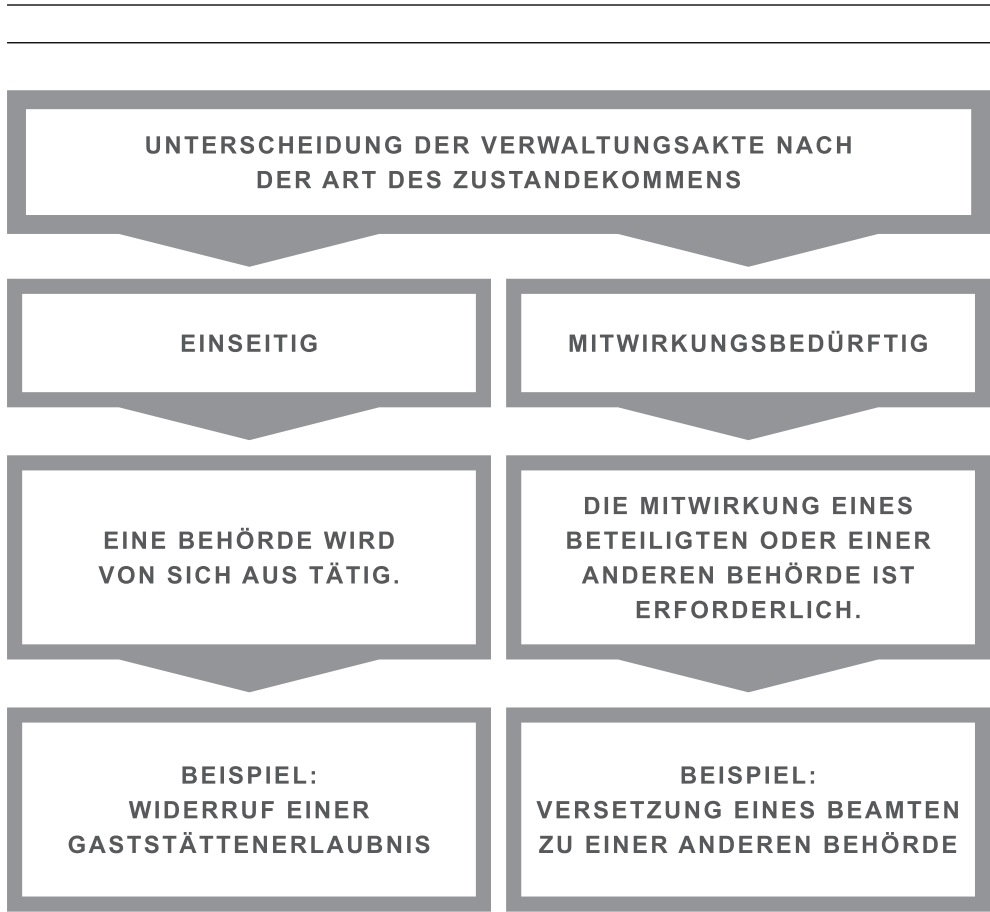 UNTERSCHEIDUNG DER VERWALTUNGSAKTE NACH
DER ART DES ZUSTANDEKOMMENS
EINSEITIG
MITWIRKUNGSBEDÜRFTIG
EINE BEHÖRDE WIRD
VON SICH AUS TÄTIG.
DIE MITWIRKUNG EINES
BETEILIGTEN ODER EINER
ANDEREN BEHÖRDE IST
ERFORDERLICH.
BEISPIEL:
WIDERRUF EINER
GASTSTÄTTENERLAUBNIS
BEISPIEL:
VERSETZUNG EINES BEAMTEN
ZU EINER ANDEREN BEHÖRDE